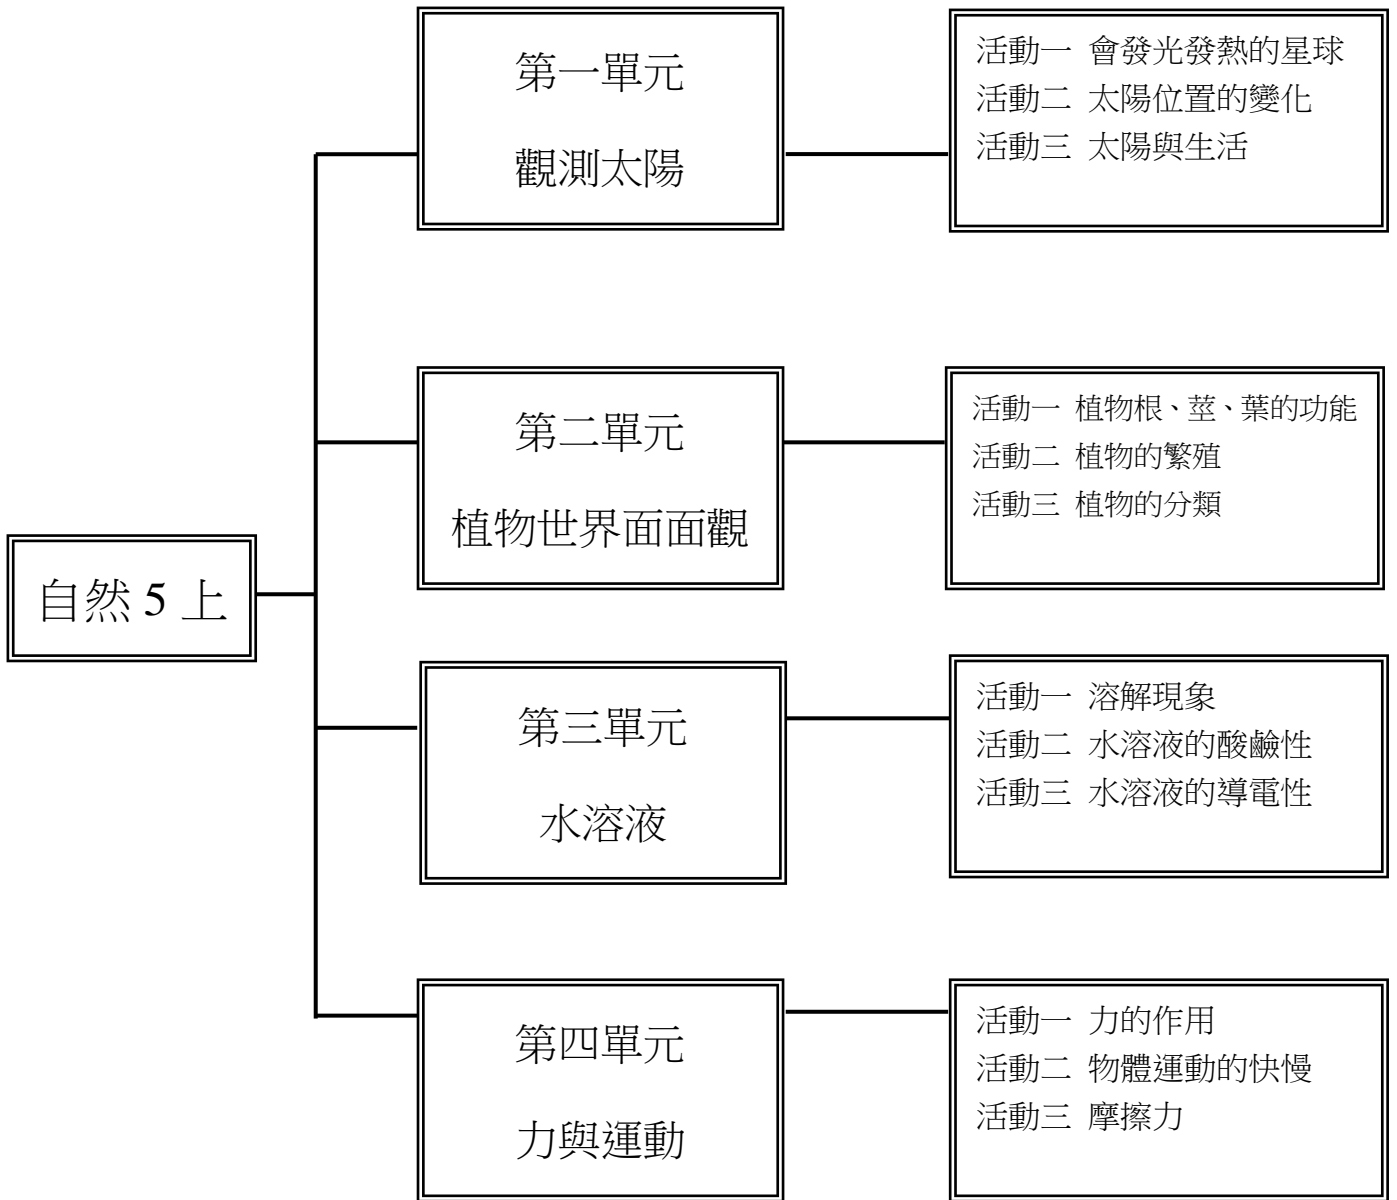 自然 5 上
第一單元
觀測太陽
活動一 會發光發熱的星球
活動二 太陽位置的變化
活動三 太陽與生活
第二單元
植物世界面面觀
活動一 植物根、莖、葉的功能
活動二 植物的繁殖
活動三 植物的分類
第三單元
水溶液
活動一 溶解現象
活動二 水溶液的酸鹼性
活動三 水溶液的導電性
第四單元
力與運動
活動一 力的作用
活動二 物體運動的快慢
活動三 摩擦力